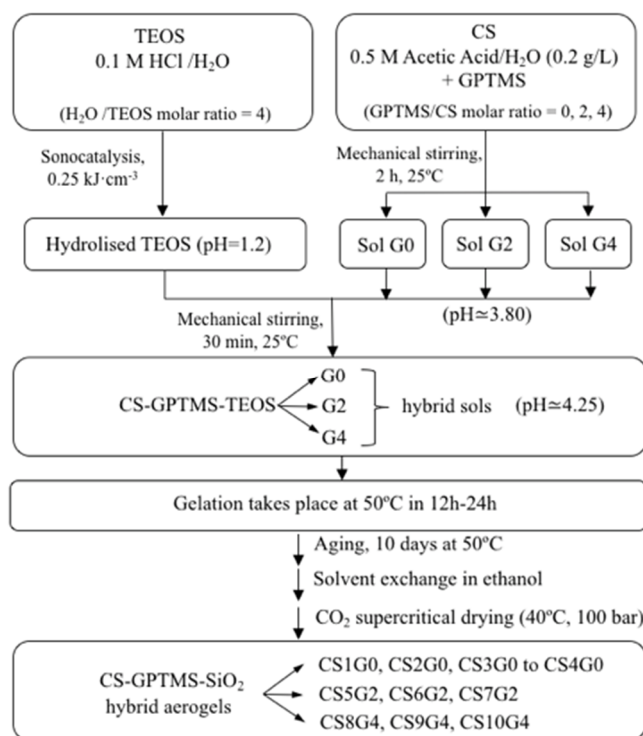 TEOS
0.1 M HCl /H₂O
(H₂O /TEOS molar ratio = 4)
CS
0.5 M Acetic Acid/H₂O (0.2 g/L)
+ GPTMS
(GPTMS/CS molar ratio = 0, 2, 4)
Sonocatalysis,
0.25 kJ·cm⁻³
Mechanical stirring,
2 h, 25ºC
Hydrolised TEOS (pH=1.2)
Sol G0
Sol G2
Sol G4
Mechanical stirring,
30 min, 25ºC
(pH≃3.80)
CS-GPTMS-TEOS
G0
G2
G4
hybrid sols
(pH≃4.25)
Gelation takes place at 50ºC in 12h-24h
Aging, 10 days at 50ºC
Solvent exchange in ethanol
CO₂ supercritical drying (40ºC, 100 bar)
CS-GPTMS-SiO₂
hybrid aerogels
CS1G0, CS2G0, CS3G0 to CS4G0
CS5G2, CS6G2, CS7G2
CS8G4, CS9G4, CS10G4